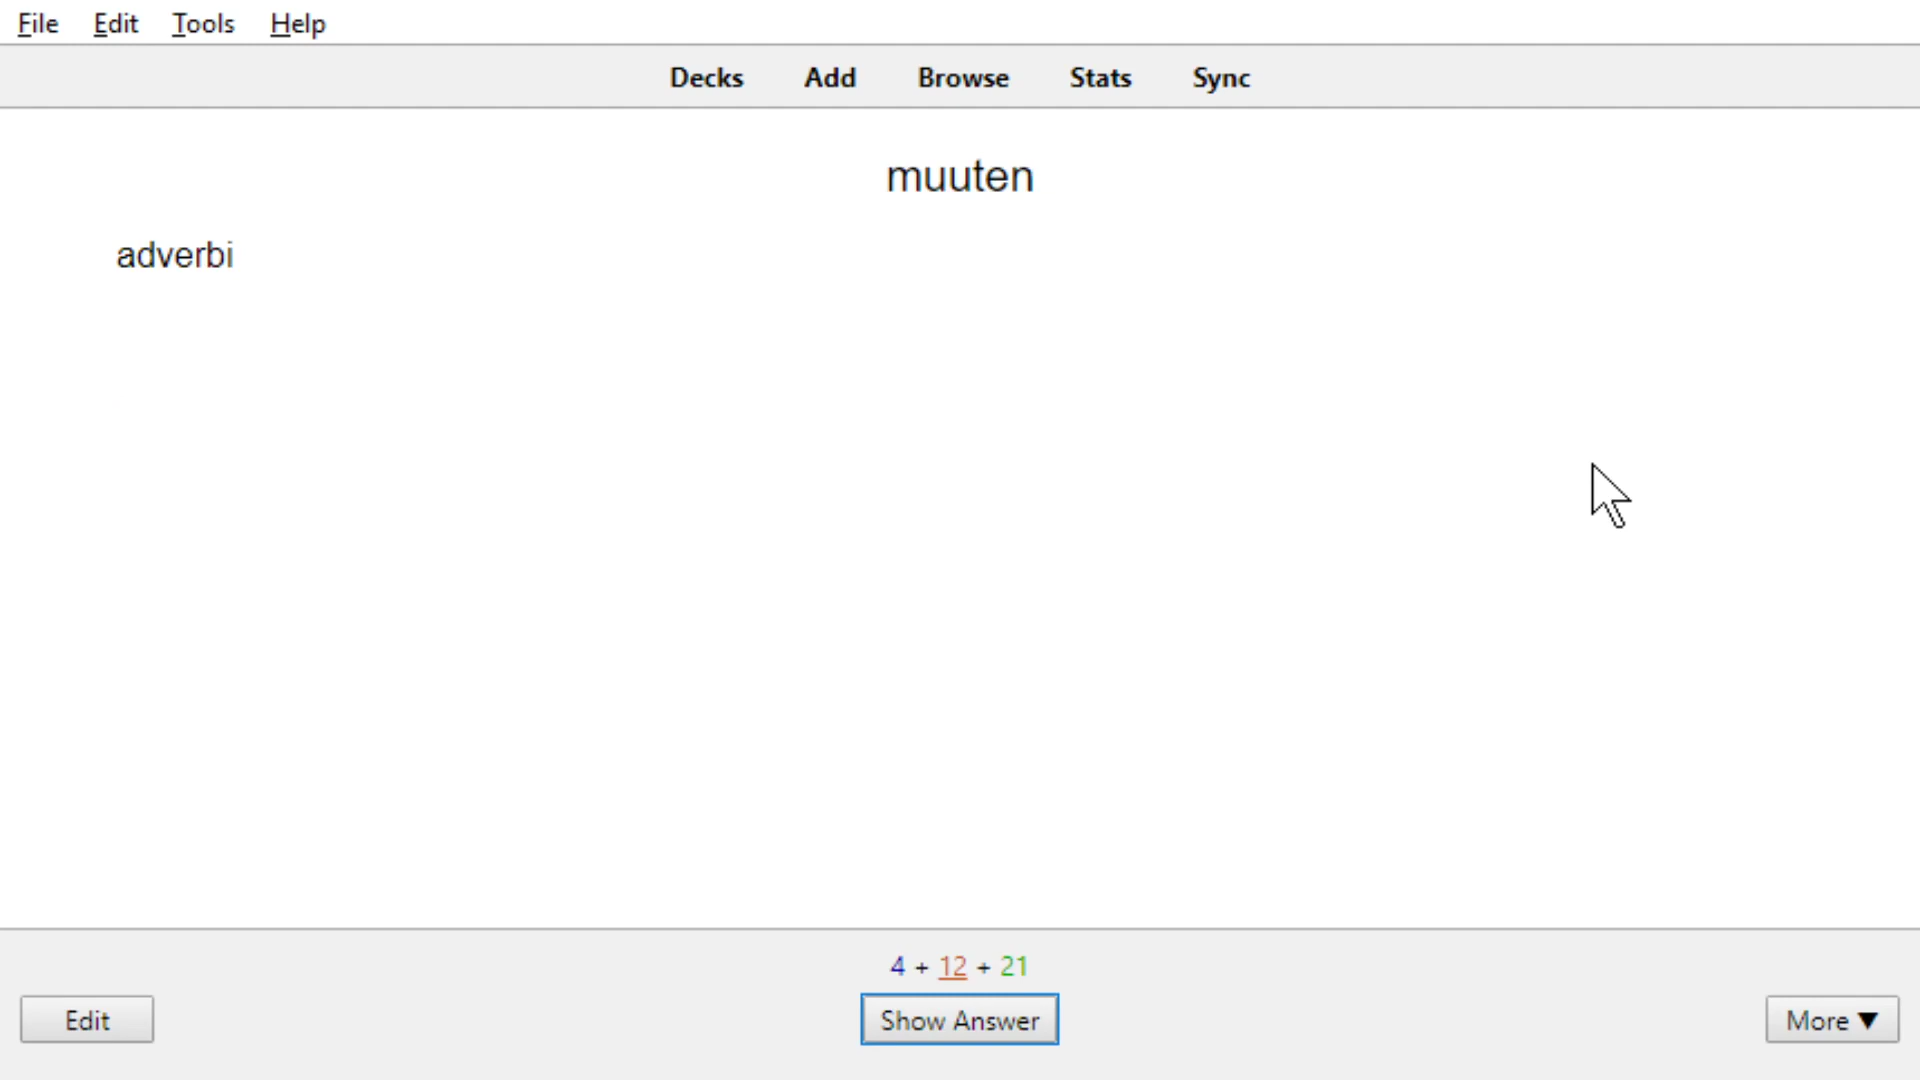 File Edit Tools Help
Decks Add Browse Stats Sync
muuten
adverbi
4 + 12 + 21
Edit Show Answer More ▼